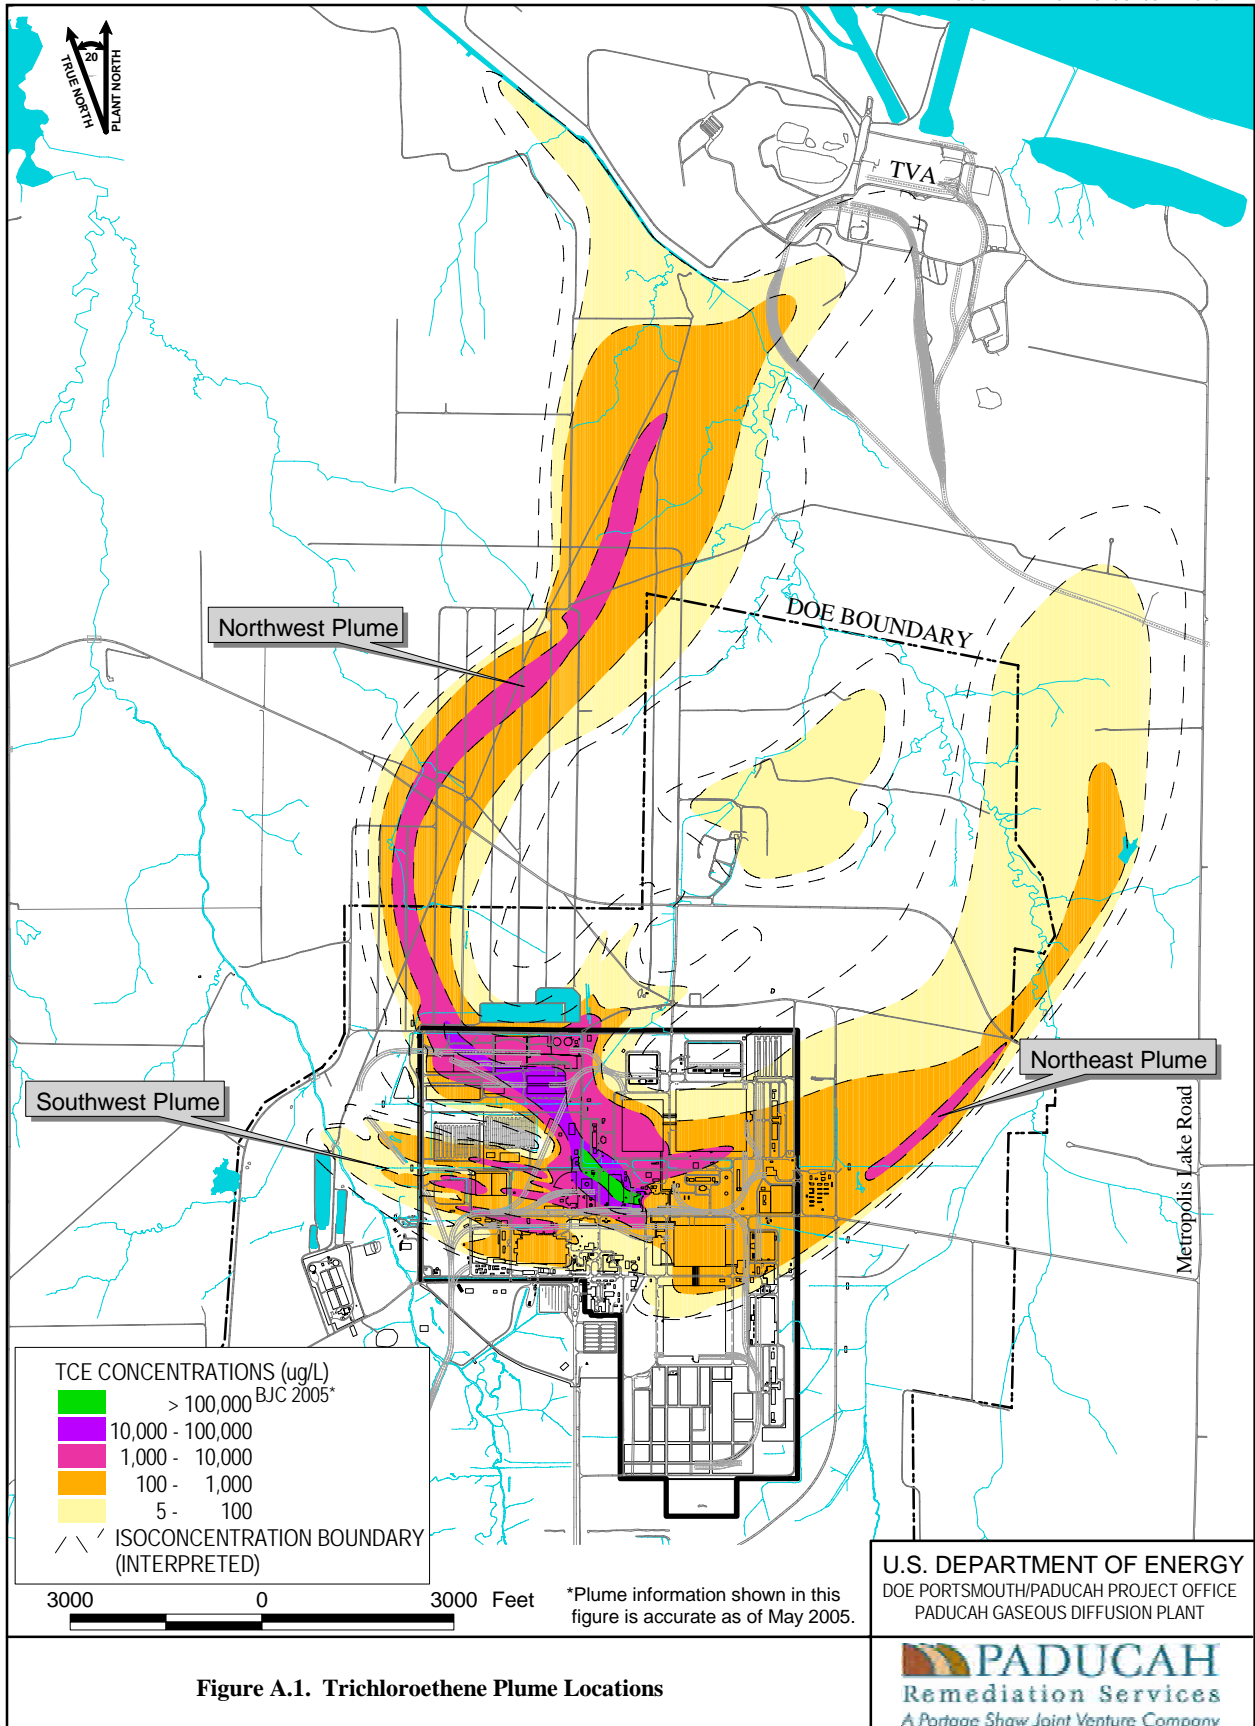 20
TRUE NORTH
PLANT NORTH
TVA
DOE BOUNDARY
Northwest Plume
Northeast Plume
Southwest Plume
Metropolis Lake Road
TCE CONCENTRATIONS (ug/L)
> 100,000 BJC 2005*
10,000 - 100,000
1,000 - 10,000
100 - 1,000
5 - 100
ISOCONCENTRATION BOUNDARY
(INTERPRETED)
3000 0 3000 Feet
*Plume information shown in this
figure is accurate as of May 2005.
U.S. DEPARTMENT OF ENERGY
DOE PORTSMOUTH/PADUCAH PROJECT OFFICE
PADUCAH GASEOUS DIFFUSION PLANT
Figure A.1. Trichloroethene Plume Locations
PADUCAH
Remediation Services
A Portage Shaw Joint Venture Company